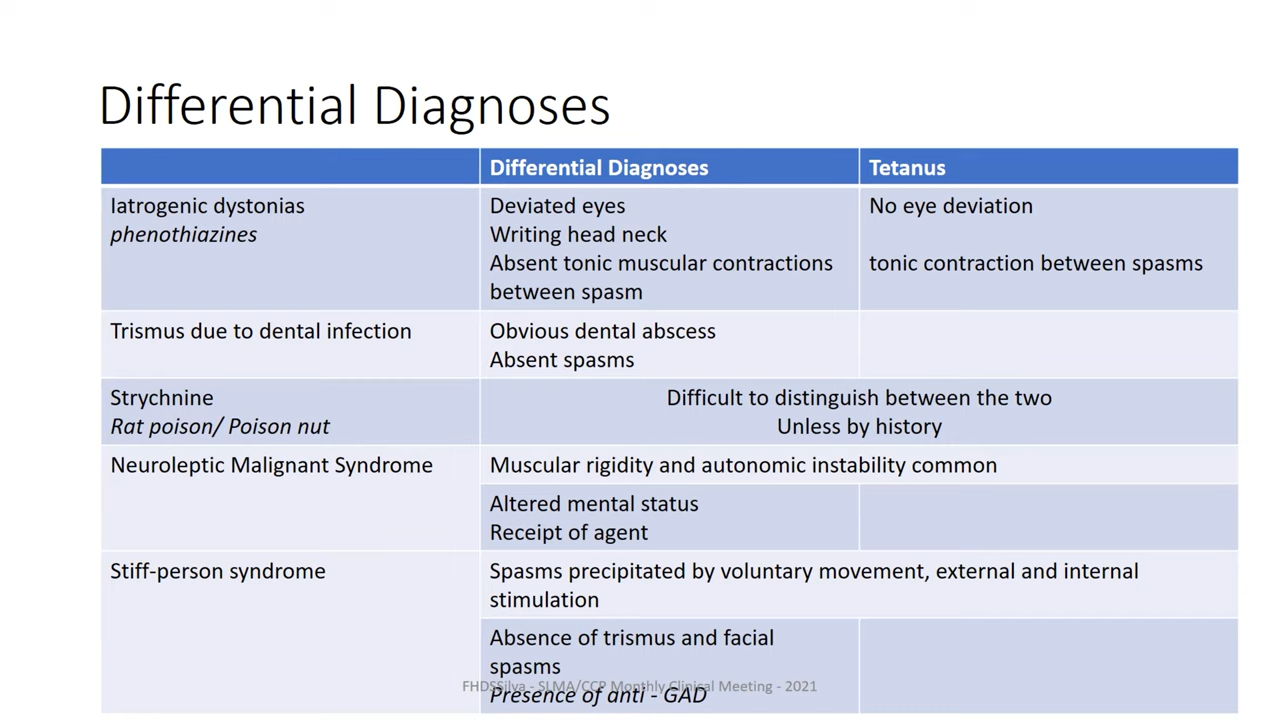 Differential Diagnoses
Differential Diagnoses
Tetanus
Iatrogenic dystonias
phenothiazines
Deviated eyes
Writing head neck
Absent tonic muscular contractions
between spasm
No eye deviation
tonic contraction between spasms
Trismus due to dental infection
Obvious dental abscess
Absent spasms
Strychnine
Rat poison/ Poison nut
Difficult to distinguish between the two
Unless by history
Neuroleptic Malignant Syndrome
Muscular rigidity and autonomic instability common
Altered mental status
Receipt of agent
Stiff-person syndrome
Spasms precipitated by voluntary movement, external and internal
stimulation
Absence of trismus and facial
spasms
Presence of anti - GAD
FHDSSilva - SLMA/CCP Monthly Clinical Meeting - 2021